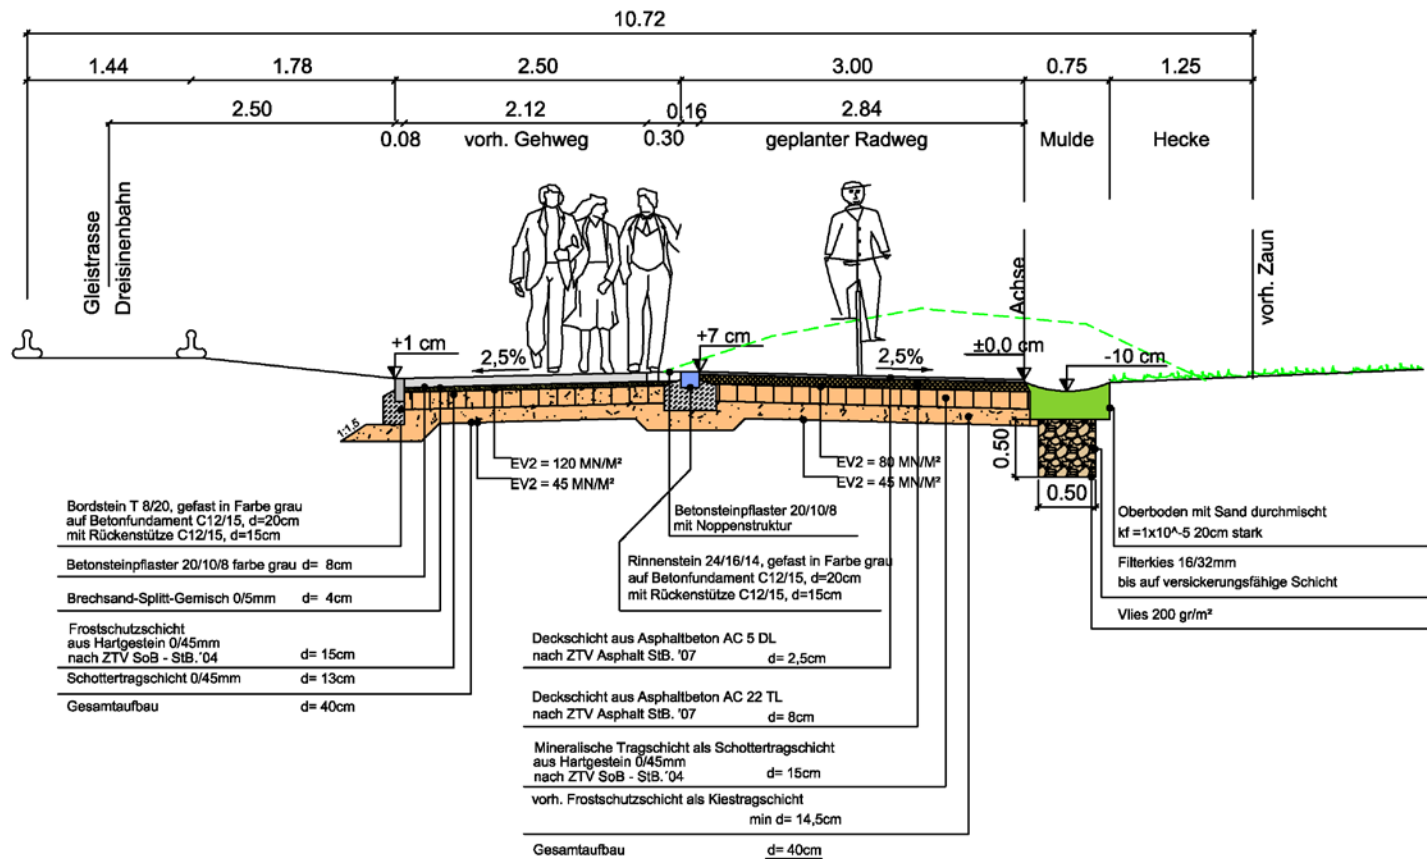 10.72
1.44 1.78 2.50 3.00 0.75 1.25
2.50 2.12 0.16 2.84
0.08 vorh. Gehweg 0.30 geplanter Radweg Mulde Hecke
Gleistrasse
Dreisinenbahn
Achse
vorh. Zaun
+1 cm
2,5%
+7 cm
2,5%
±0,0 cm
-10 cm
1:1.5
EV2 = 120 MN/M²
EV2 = 45 MN/M²
EV2 = 80 MN/M²
EV2 = 45 MN/M²
0.50
0.50
Bordstein T 8/20, gefast in Farbe grau
auf Betonfundament C12/15, d=20cm
mit Rückenstütze C12/15, d=15cm
Betonsteinpflaster 20/10/8 farbe grau d= 8cm
Brechsand-Splitt-Gemisch 0/5mm d= 4cm
Frostschutzschicht
aus Hartgestein 0/45mm
nach ZTV SoB - StB.´04 d= 15cm
Schottertragschicht 0/45mm d= 13cm
Gesamtaufbau d= 40cm
Betonsteinpflaster 20/10/8
mit Noppenstruktur
Rinnenstein 24/16/14, gefast in Farbe grau
auf Betonfundament C12/15, d=20cm
mit Rückenstütze C12/15, d=15cm
Deckschicht aus Asphaltbeton AC 5 DL
nach ZTV Asphalt StB. '07 d= 2,5cm
Deckschicht aus Asphaltbeton AC 22 TL
nach ZTV Asphalt StB. '07 d= 8cm
Mineralische Tragschicht als Schottertragschicht
aus Hartgestein 0/45mm
nach ZTV SoB - StB.´04 d= 15cm
vorh. Frostschutzschicht als Kiestragschicht
min d= 14,5cm
Gesamtaufbau d= 40cm
Oberboden mit Sand durchmischt
kf =1x10^-5 20cm stark
Filterkies 16/32mm
bis auf versickerungsfähige Schicht
Vlies 200 gr/m²